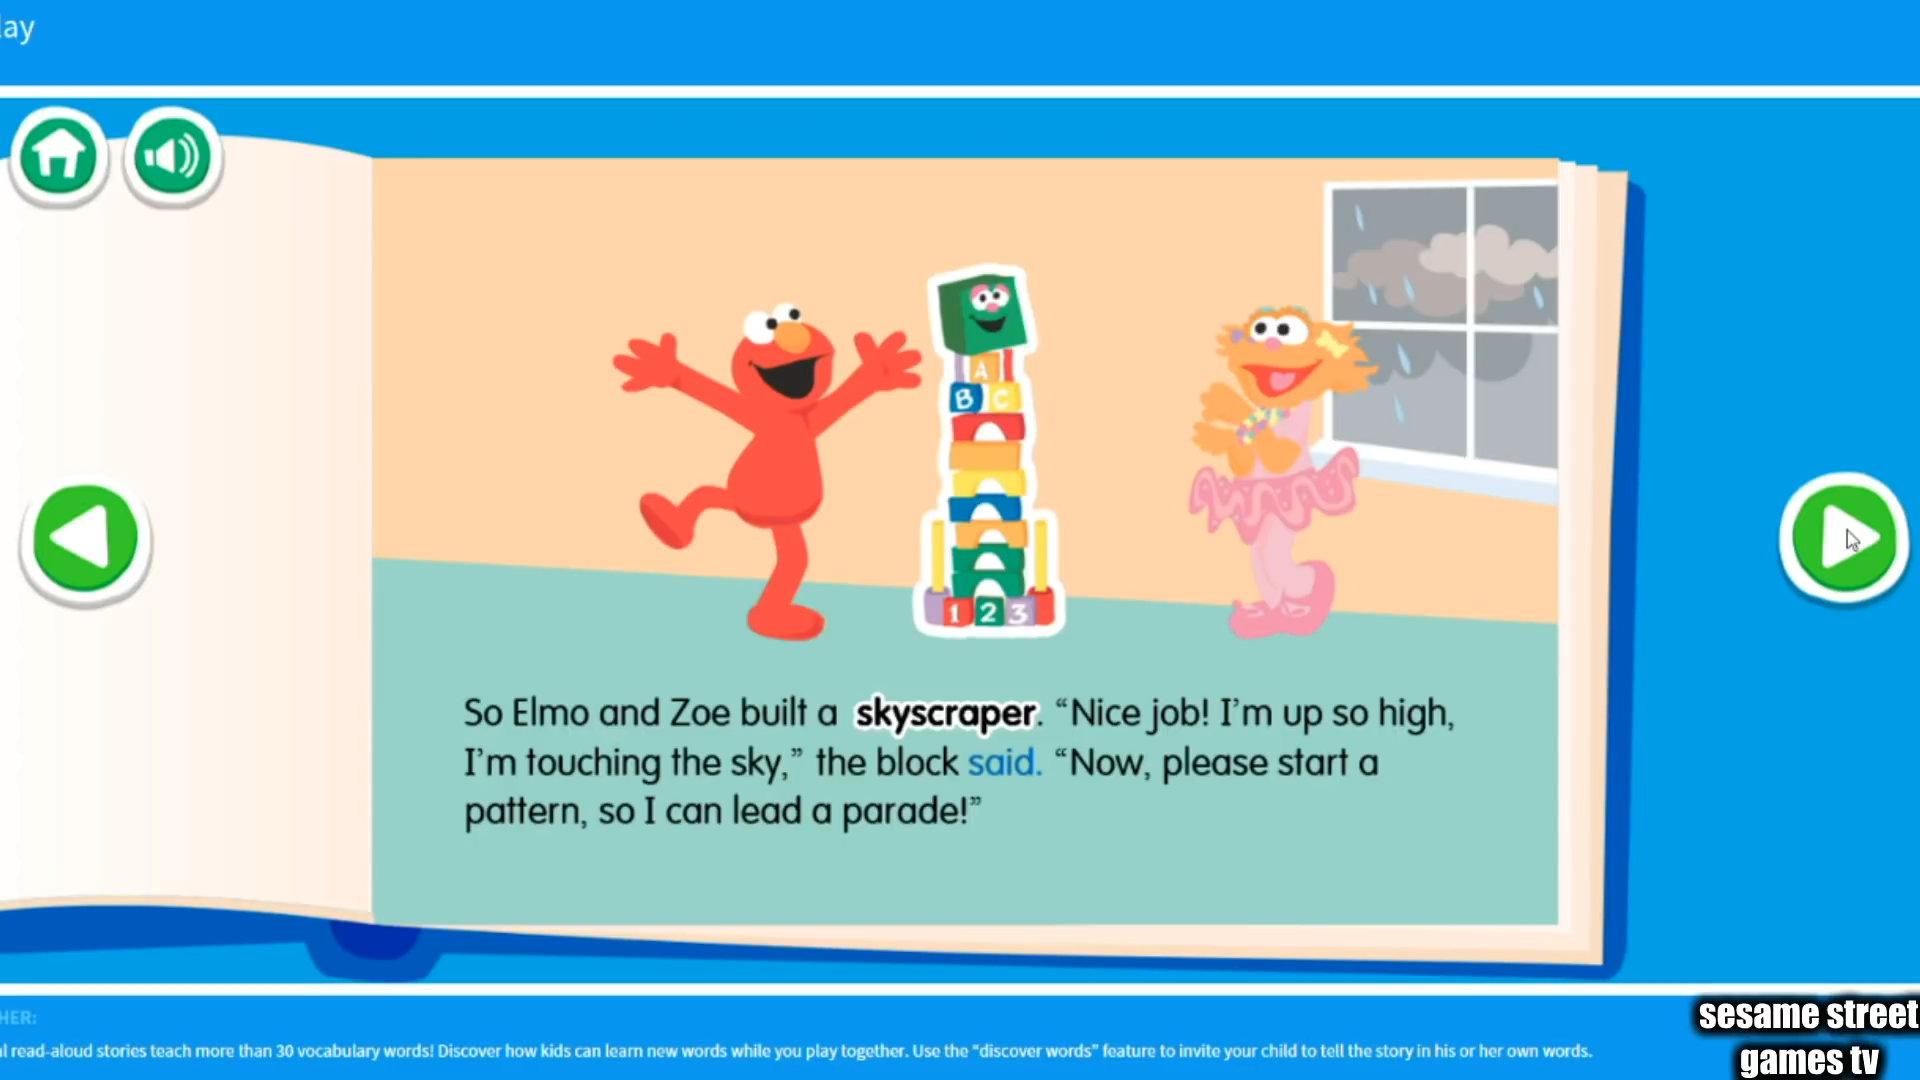 A
B C
1 2 3
So Elmo and Zoe built a skyscraper. “Nice job! I’m up so high,
I’m touching the sky,” the block said. “Now, please start a
pattern, so I can lead a parade!”
read-aloud stories teach more than 30 vocabulary words! Discover how kids can learn new words while you play together. Use the “discover words” feature to invite your child to tell the story in his or her own words.
sesame street
games tv